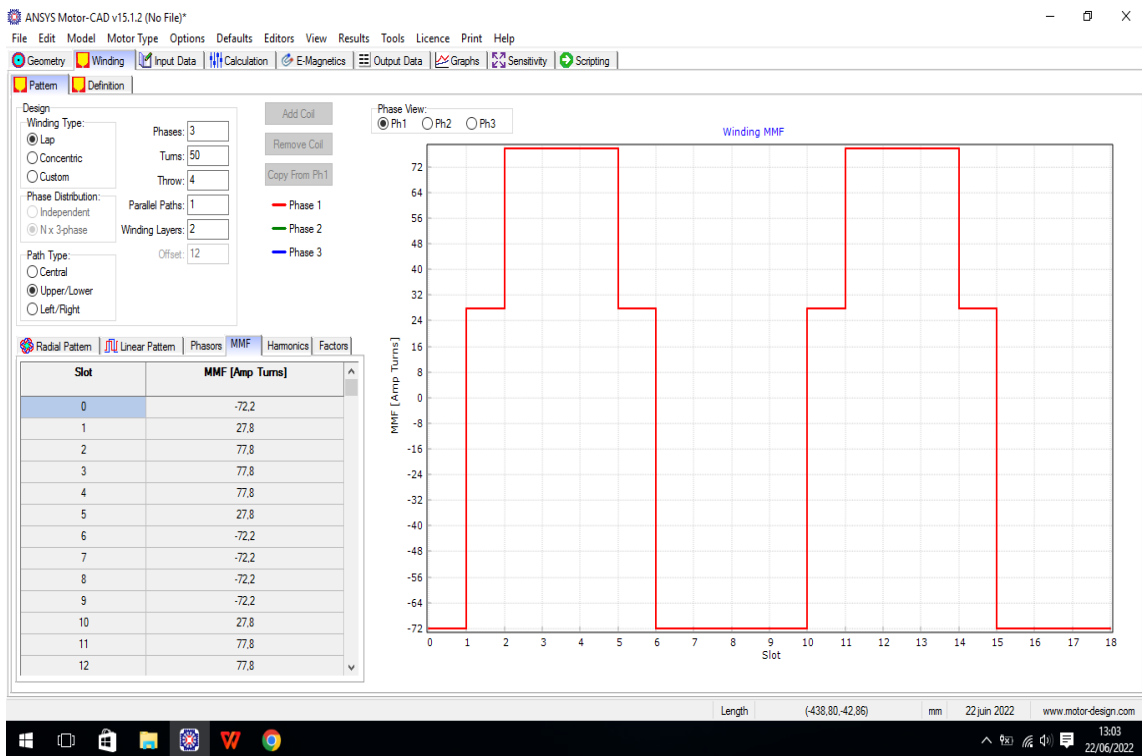 ANSYS Motor-CAD v15.1.2 (No File)*
File Edit Model Motor Type Options Defaults Editors View Results Tools Licence Print Help
Geometry Winding Input Data Calculation E-Magnetics Output Data Graphs Sensitivity Scripting
Pattern Definition
Design
Winding Type:
Lap
Concentric
Custom
Phase Distribution:
Independent
N x 3-phase
Path Type:
Central
Upper/Lower
Left/Right
Phases: 3
Turns: 50
Throw: 4
Parallel Paths: 1
Winding Layers: 2
Offset: 12
Add Coil
Remove Coil
Copy From Ph1
Phase 1
Phase 2
Phase 3
Radial Pattern Linear Pattern Phasors MMF Harmonics Factors
Slot MMF [Amp Turns]
0 -72,2
1 27,8
2 77,8
3 77,8
4 77,8
5 27,8
6 -72,2
7 -72,2
8 -72,2
9 -72,2
10 27,8
11 77,8
12 77,8
Phase View:
Ph1 Ph2 Ph3
Winding MMF
MMF [Amp Turns]
72
64
56
48
40
32
24
16
8
0
-8
-16
-24
-32
-40
-48
-56
-64
-72
0 1 2 3 4 5 6 7 8 9 10 11 12 13 14 15 16 17 18
Slot
Length (-438,80,-42,86) mm 22 juin 2022 www.motor-design.com
13:03
22/06/2022